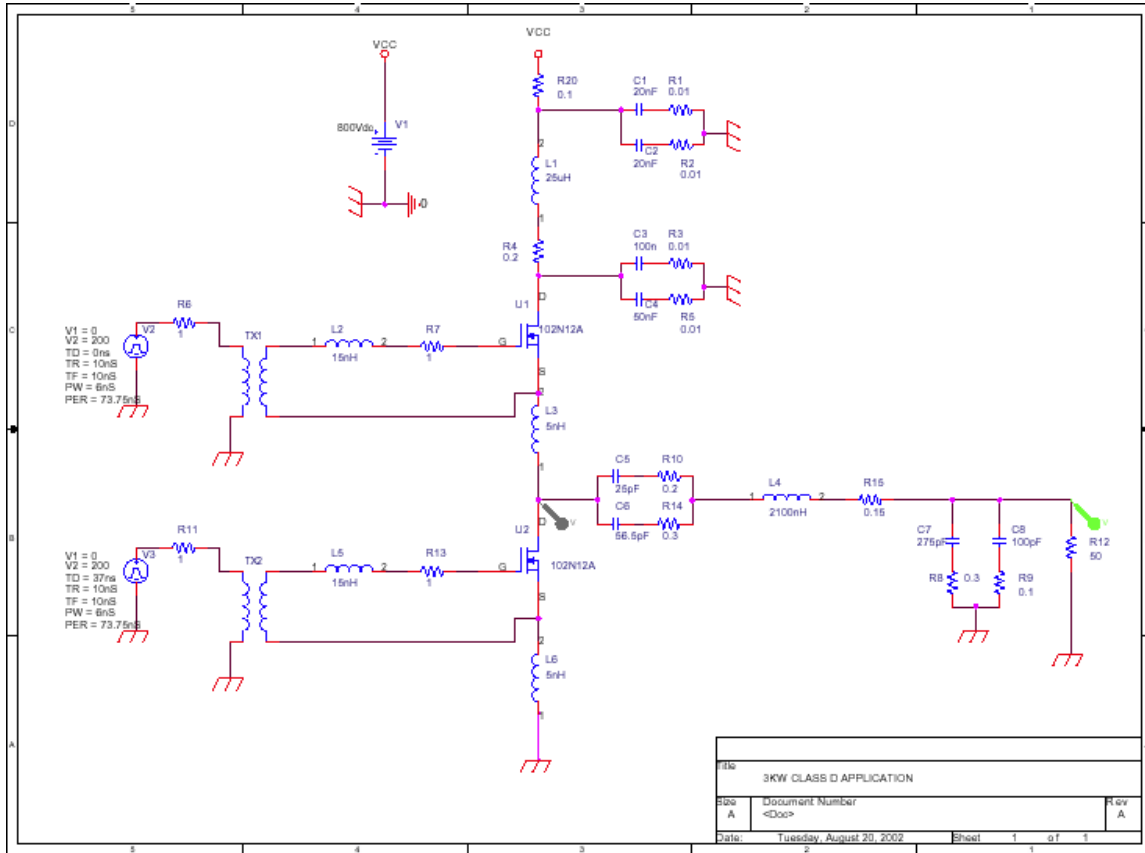 5
4
3
2
1
D
C
B
A
VCC
800Vdc
V1
0
VCC
R20
0.1
C1
20nF
R1
0.01
C2
20nF
R2
0.01
2
L1
25uH
1
R4
0.2
C3
100n
R3
0.01
C4
50nF
R5
0.01
D
U1
102N12A
G
S
2
L3
5nH
1
V1 = 0
V2 = 200
TD = 0ns
TR = 10nS
TF = 10nS
PW = 6nS
PER = 73.75nS
V2
R6
1
TX1
1
L2
15nH
2
R7
1
C5
25pF
R10
0.2
C6
56.5pF
R14
0.3
1
L4
2100nH
2
R15
0.15
V
V
C7
275pF
C8
100pF
R8
0.3
R9
0.1
R12
50
D
U2
102N12A
G
S
2
L6
5nH
1
V1 = 0
V2 = 200
TD = 37ns
TR = 10nS
TF = 10nS
PW = 6nS
PER = 73.75nS
V3
R11
1
TX2
1
L5
15nH
2
R13
1
Title
3KW CLASS D APPLICATION
Size
A
Document Number
<Doc>
Rev
A
Date:
Tuesday, August 20, 2002
Sheet 1 of 1
5
4
3
2
1